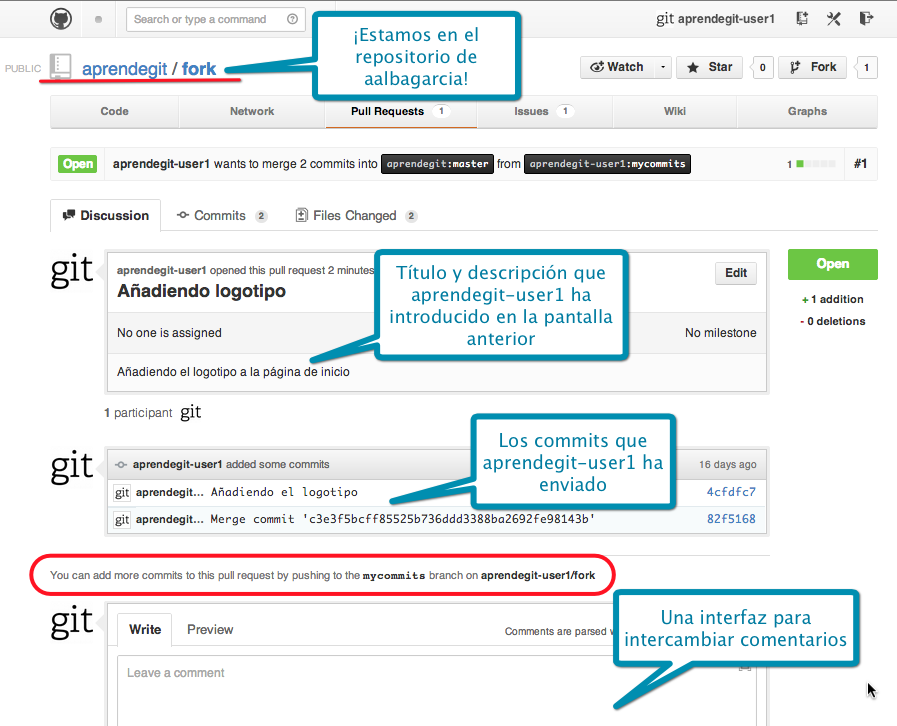 Search or type a command
git aprendegit-user1
¡Estamos en el
repositorio de
aalbagarcia!
PUBLIC aprendegit / fork
Watch Star 0 Fork 1
Code Network Pull Requests 1 Issues 1 Wiki Graphs
Open aprendegit-user1 wants to merge 2 commits into aprendegit:master from aprendegit-user1:mycommits 1 #1
Discussion Commits 2 Files Changed 2
git aprendegit-user1 opened this pull request 2 minutes
Edit
Open
Añadiendo logotipo
+ 1 addition
- 0 deletions
No one is assigned No milestone
Añadiendo el logotipo a la página de inicio
Título y descripción que
aprendegit-user1 ha
introducido en la pantalla
anterior
1 participant git
git aprendegit-user1 added some commits 16 days ago
git aprendegit... Añadiendo el logotipo 4cfdfc7
git aprendegit... Merge commit 'c3e3f5bcff85525b736ddd3388ba2692fe98143b' 82f5168
Los commits que
aprendegit-user1 ha
enviado
You can add more commits to this pull request by pushing to the mycommits branch on aprendegit-user1/fork
git Write Preview Comments are parsed
Una interfaz para
intercambiar comentarios
Leave a comment